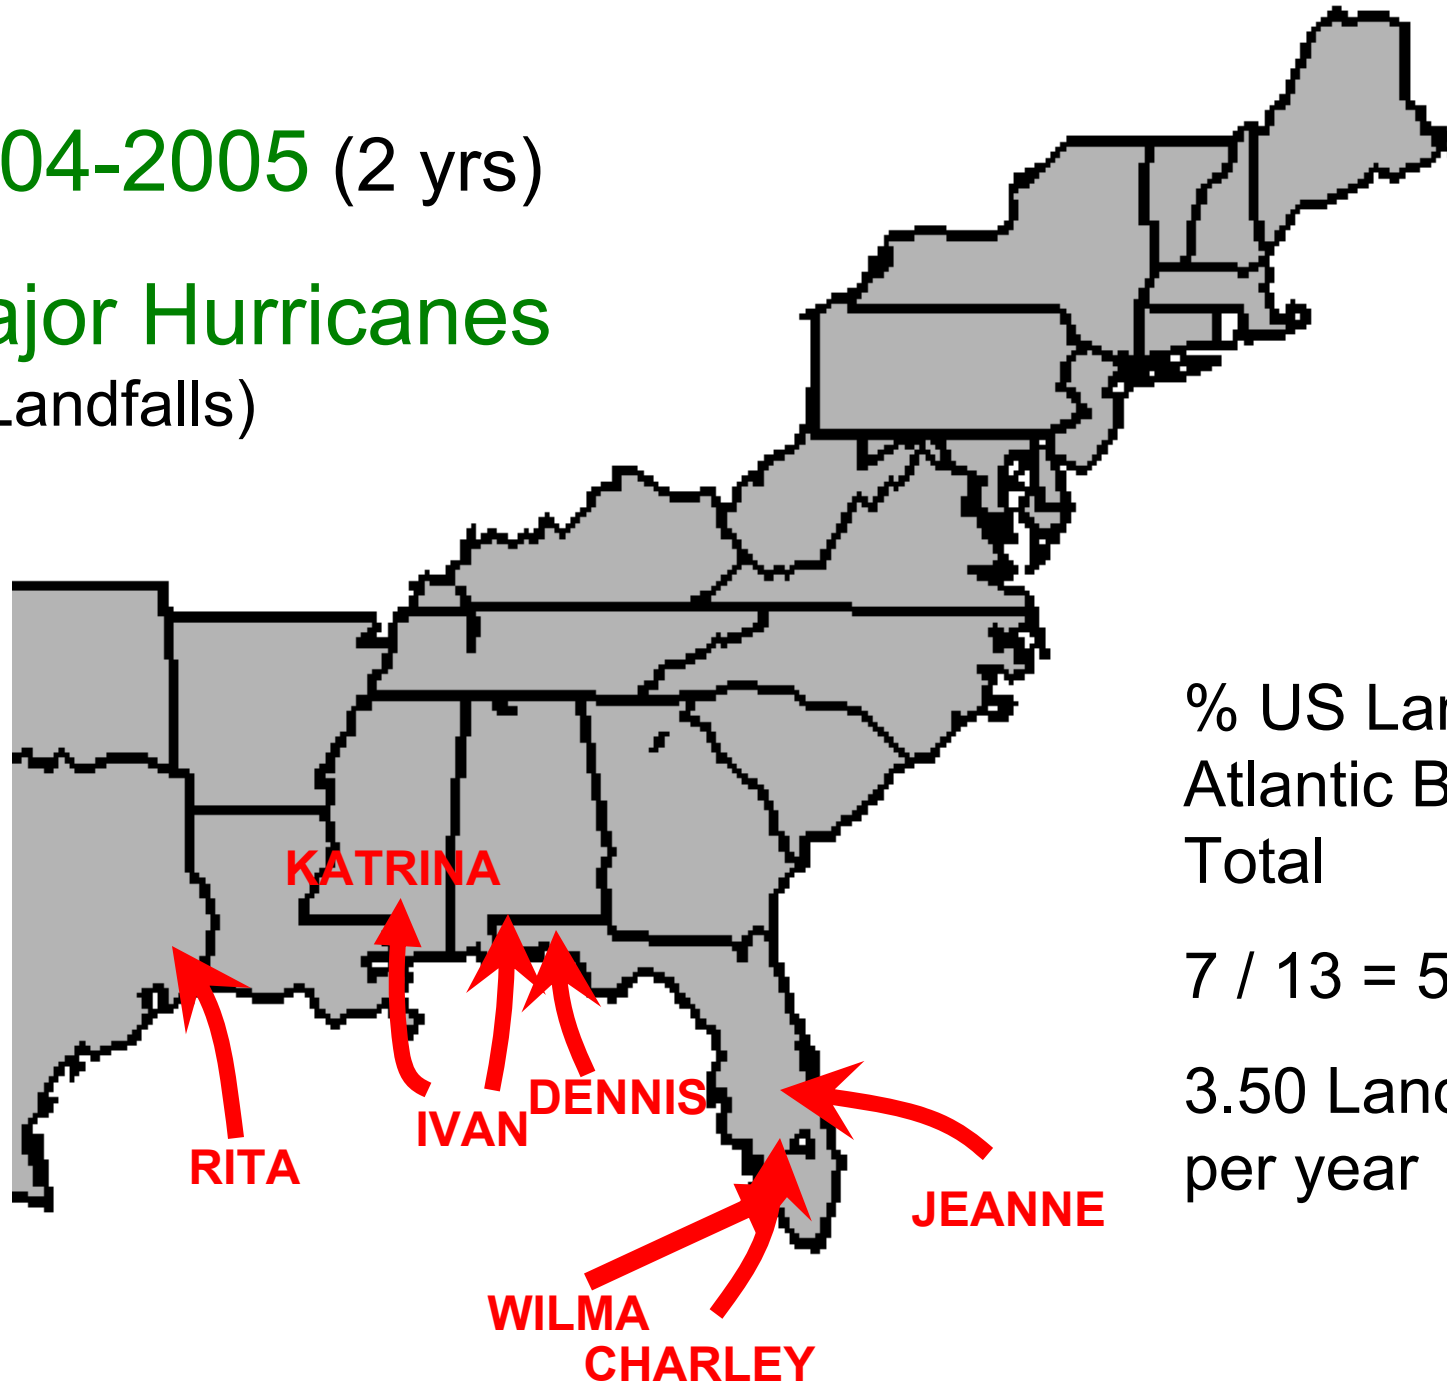 04-2005 (2 yrs)
ajor Hurricanes
Landfalls)
% US Lan
Atlantic B
Total
7 / 13 = 5
3.50 Land
per year
KATRINA
DENNIS
IVAN
RITA
JEANNE
WILMA
CHARLEY